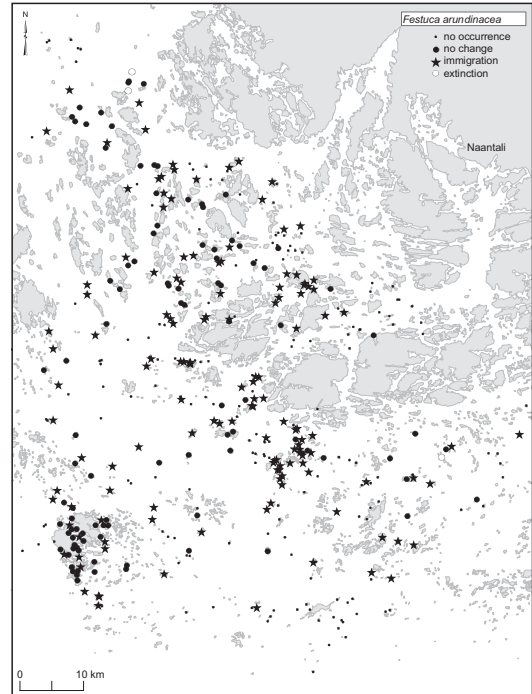 N
Festuca arundinacea
no occurrence
no change
immigration
extinction
Naantali
0 10 km